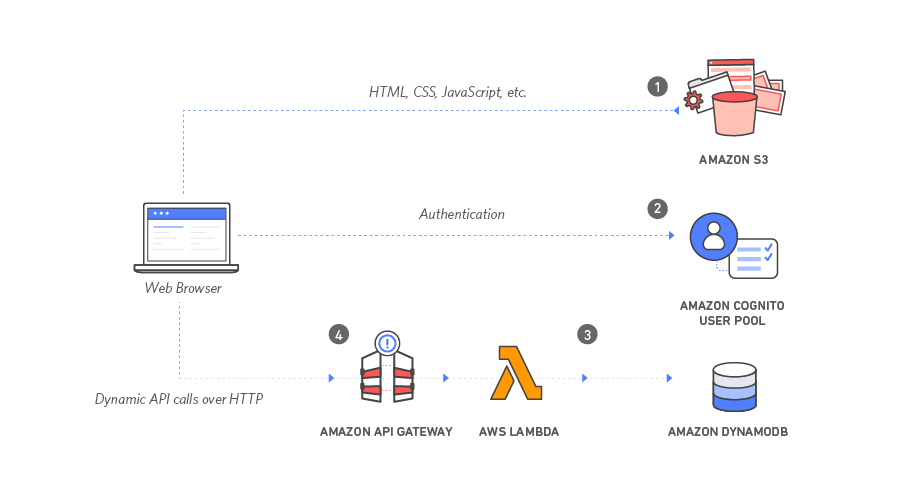 HTML, CSS, JavaScript, etc.
1
AMAZON S3
Authentication
2
Web Browser
AMAZON COGNITO
USER POOL
4
3
Dynamic API calls over HTTP
AMAZON API GATEWAY
AWS LAMBDA
AMAZON DYNAMODB